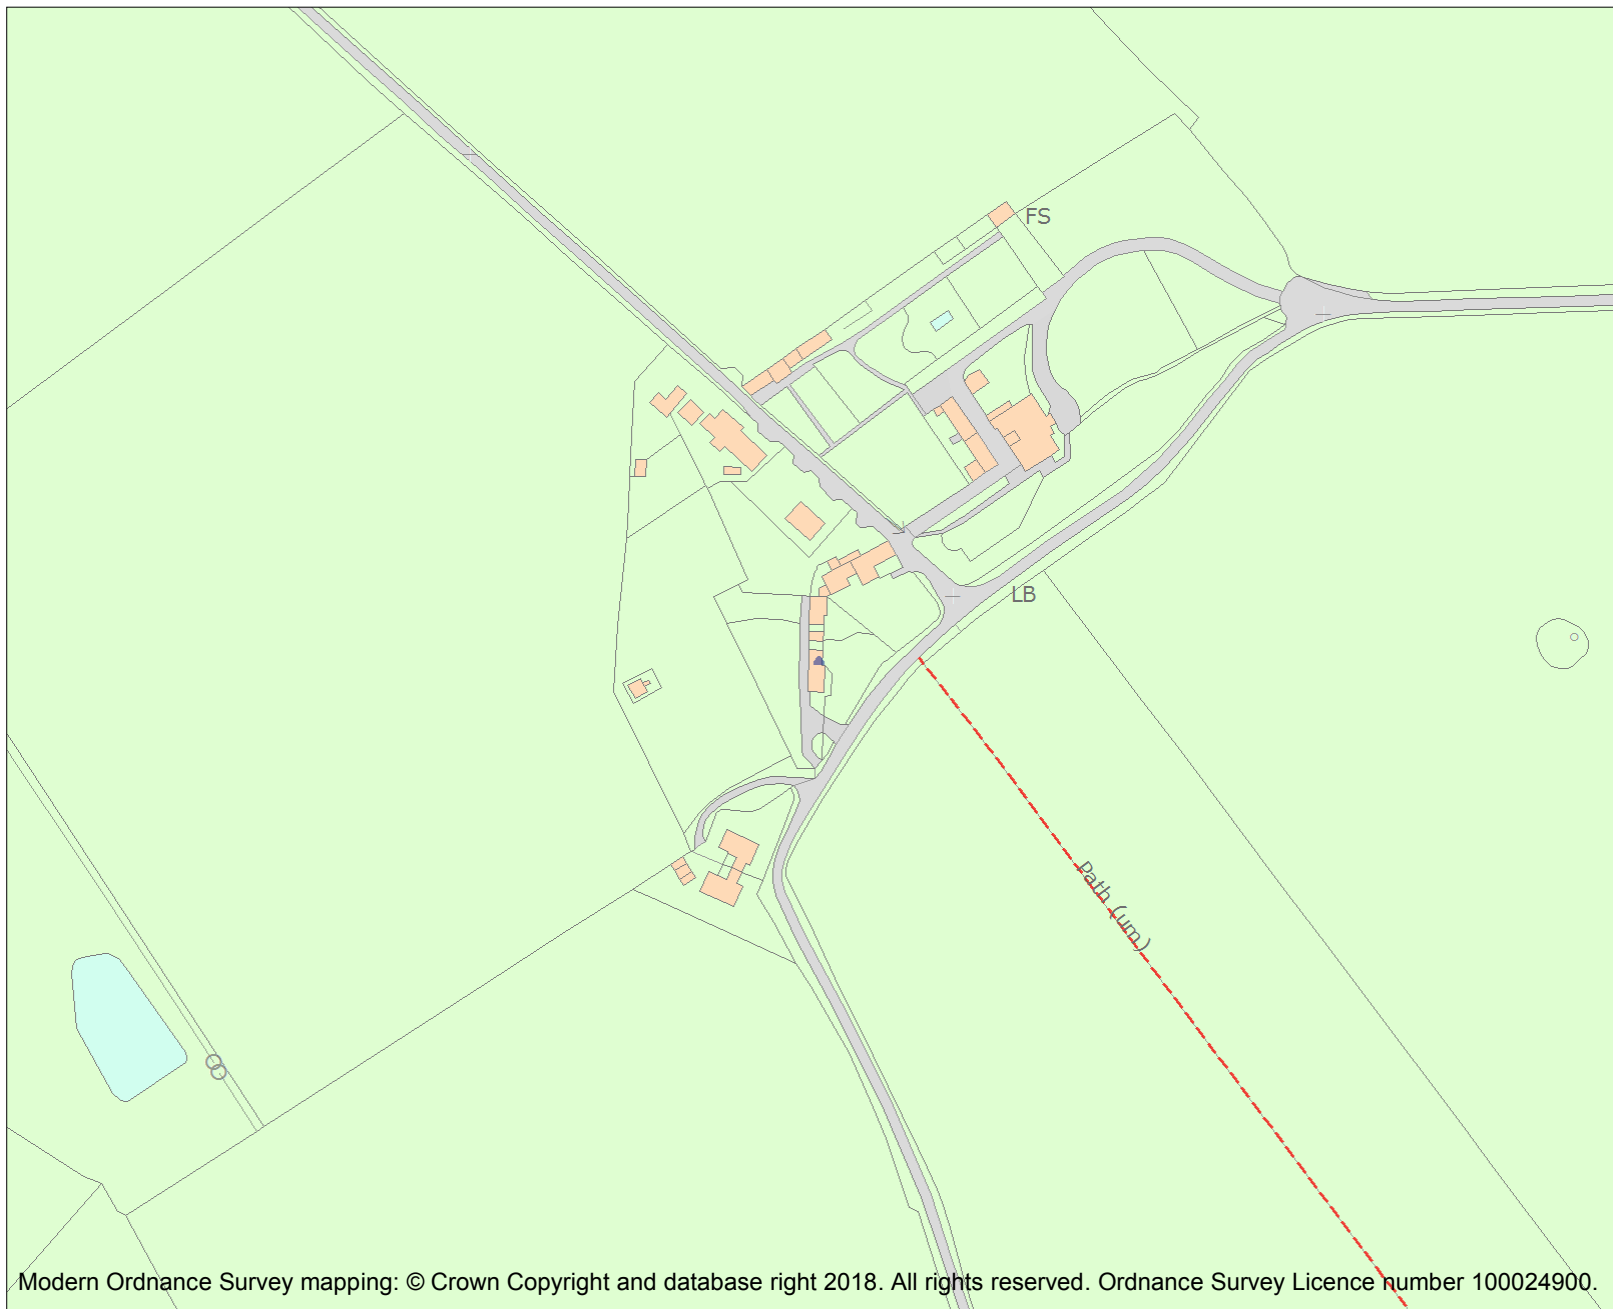 FS
LB
Path (um)
Modern Ordnance Survey mapping: © Crown Copyright and database right 2018. All rights reserved. Ordnance Survey Licence number 100024900.